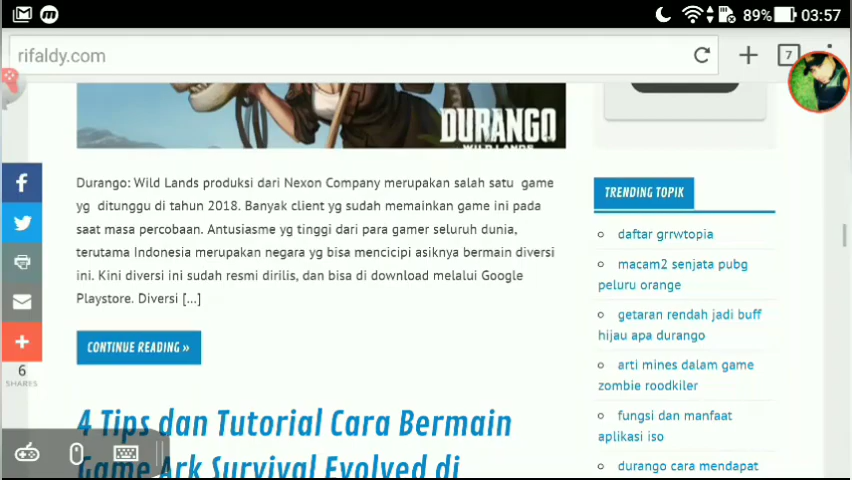 89% 03:57
rifaldy.com
7
DURANGO
WILD LANDS
Durango: Wild Lands produksi dari Nexon Company merupakan salah satu game
yg ditunggu di tahun 2018. Banyak client yg sudah memainkan game ini pada
saat masa percobaan. Antusiasme yg tinggi dari para gamer seluruh dunia,
terutama Indonesia merupakan negara yg bisa mencicipi asiknya bermain diversi
ini. Kini diversi ini sudah resmi dirilis, dan bisa di download melalui Google
Playstore. Diversi [...]
CONTINUE READING »
4 Tips dan Tutorial Cara Bermain
Game Ark Survival Evolved di
6
SHARES
TRENDING TOPIK
daftar grrwtopia
macam2 senjata pubg
peluru orange
getaran rendah jadi buff
hijau apa durango
arti mines dalam game
zombie roodkiler
fungsi dan manfaat
aplikasi iso
durango cara mendapat